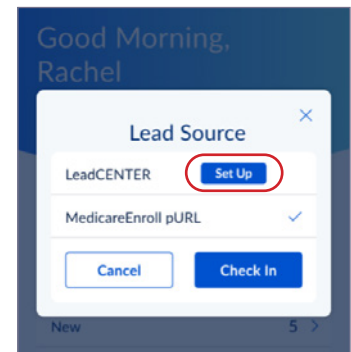 Good Morning,
Rachel
Lead Source
LeadCENTER Set Up
MedicareEnroll pURL
Cancel Check In
New 5